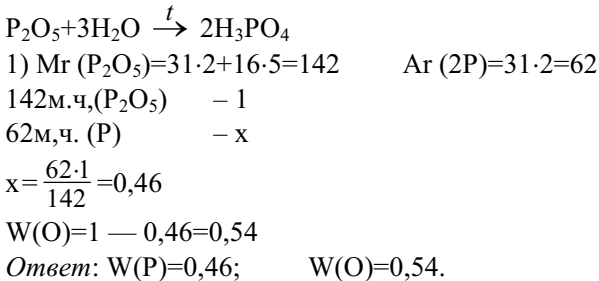 P₂O₅+3H₂O →ᵗ 2H₃PO₄
1) Mr (P₂O₅)=31·2+16·5=142 Ar (2P)=31·2=62
142м.ч,(P₂O₅) – 1
62м,ч. (P) – x
x= 62·1/142 =0,46
W(O)=1 — 0,46=0,54
Ответ: W(P)=0,46; W(O)=0,54.